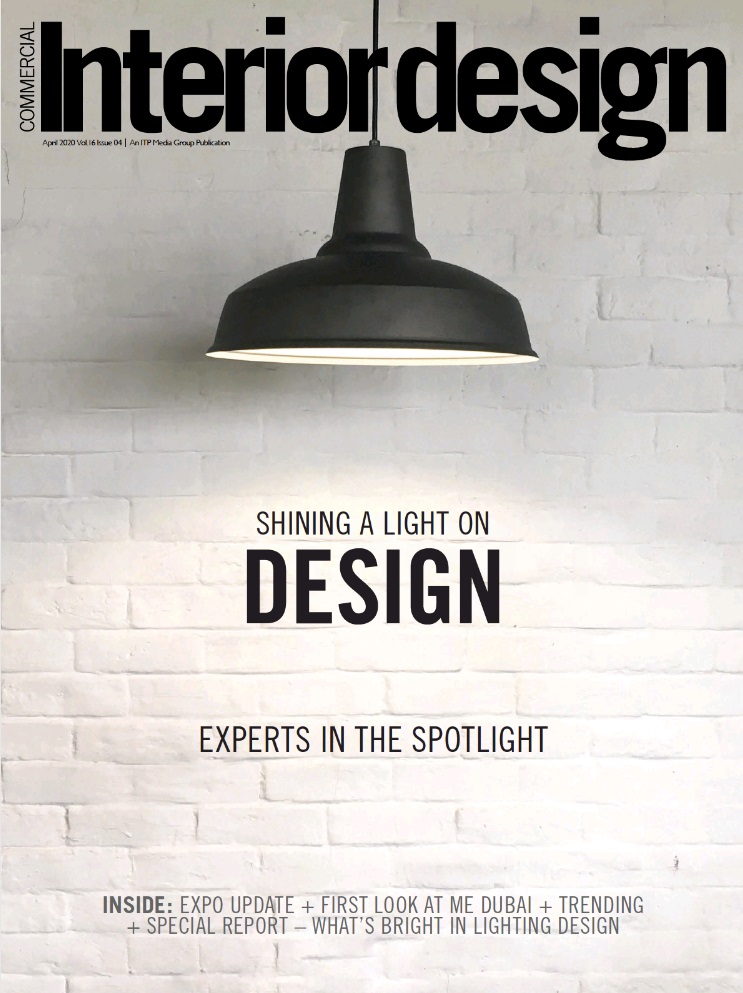 COMMERCIAL
Interior design
April 2020 Vol.16 Issue 04 | An ITP Media Group Publication
SHINING A LIGHT ON
DESIGN
EXPERTS IN THE SPOTLIGHT
INSIDE: EXPO UPDATE + FIRST LOOK AT ME DUBAI + TRENDING
+ SPECIAL REPORT – WHAT'S BRIGHT IN LIGHTING DESIGN